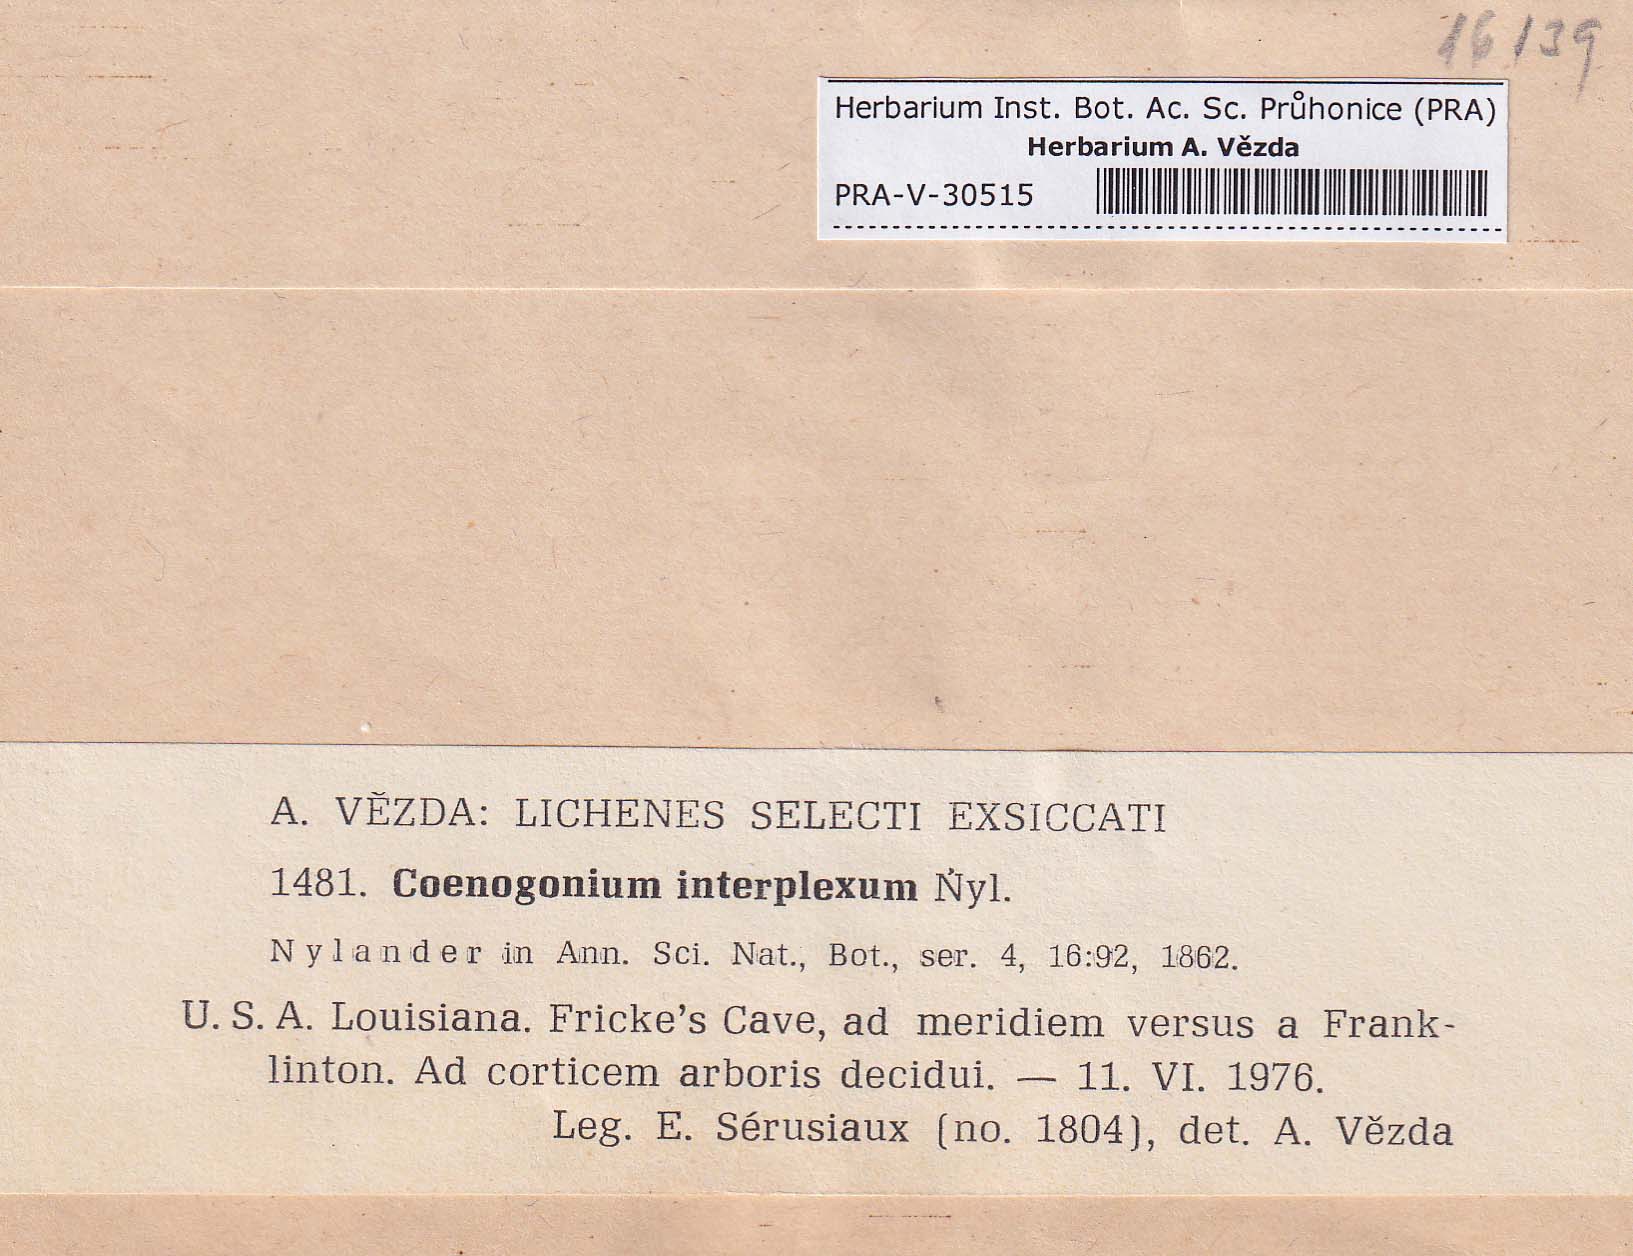 16139
Herbarium Inst. Bot. Ac. Sc. Průhonice (PRA)
Herbarium A. Vězda
PRA-V-30515
A. VĚZDA: LICHENES SELECTI EXSICCATI
1481. Coenogonium interplexum Nyl.
Nylander in Ann. Sci. Nat., Bot., ser. 4, 16:92, 1862.
U. S. A. Louisiana. Fricke's Cave, ad meridiem versus a Frank-
linton. Ad corticem arboris decidui. — 11. VI. 1976.
Leg. E. Sérusiaux (no. 1804), det. A. Vězda